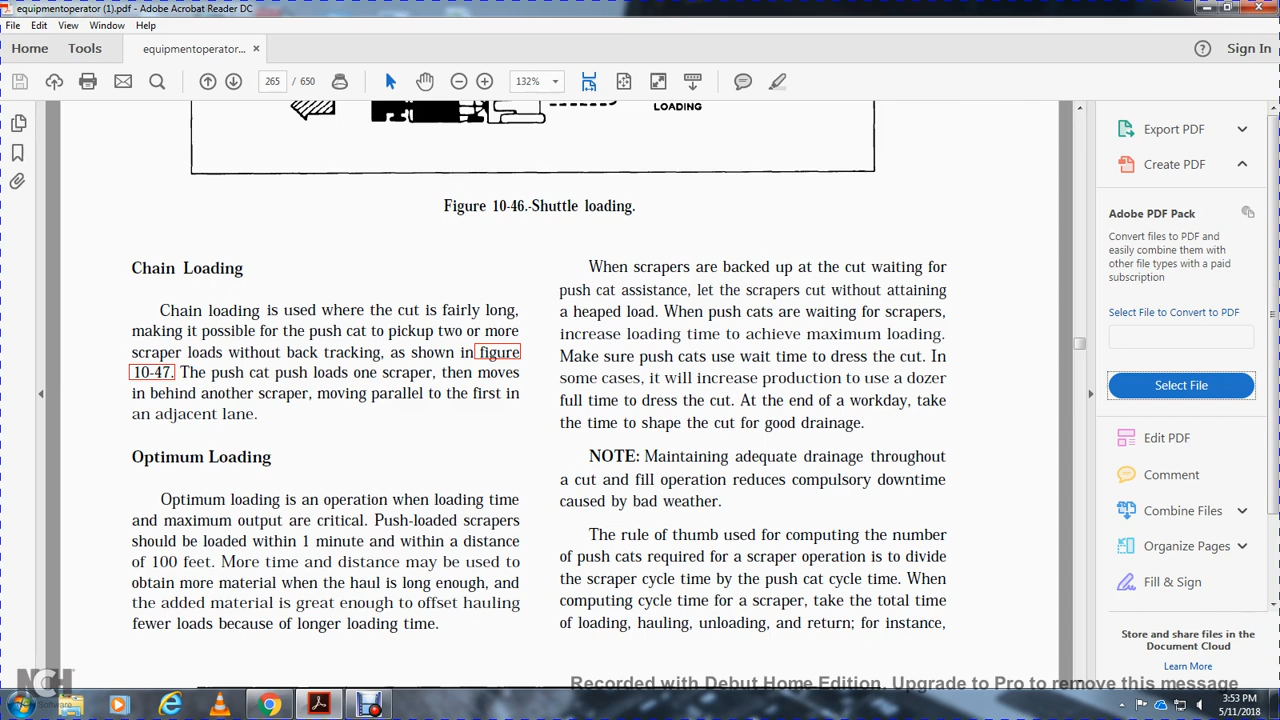 equipmentoperator (1).pdf - Adobe Acrobat Reader DC
File Edit View Window Help
Home Tools equipmentoperator... × Sign In
265 / 650 132%
LOADING
Figure 10-46.-Shuttle loading.
Chain Loading
Chain loading is used where the cut is fairly long,
making it possible for the push cat to pickup two or more
scraper loads without back tracking, as shown in figure
10-47. The push cat push loads one scraper, then moves
in behind another scraper, moving parallel to the first in
an adjacent lane.
Optimum Loading
Optimum loading is an operation when loading time
and maximum output are critical. Push-loaded scrapers
should be loaded within 1 minute and within a distance
of 100 feet. More time and distance may be used to
obtain more material when the haul is long enough, and
the added material is great enough to offset hauling
fewer loads because of longer loading time.
When scrapers are backed up at the cut waiting for
push cat assistance, let the scrapers cut without attaining
a heaped load. When push cats are waiting for scrapers,
increase loading time to achieve maximum loading.
Make sure push cats use wait time to dress the cut. In
some cases, it will increase production to use a dozer
full time to dress the cut. At the end of a workday, take
the time to shape the cut for good drainage.
NOTE: Maintaining adequate drainage throughout
a cut and fill operation reduces compulsory downtime
caused by bad weather.
The rule of thumb used for computing the number
of push cats required for a scraper operation is to divide
the scraper cycle time by the push cat cycle time. When
computing cycle time for a scraper, take the total time
of loading, hauling, unloading, and return; for instance,
Export PDF
Create PDF
Adobe PDF Pack
Convert files to PDF and
easily combine them with
other file types with a paid
subscription
Select File to Convert to PDF
Select File
Edit PDF
Comment
Combine Files
Organize Pages
Fill & Sign
Store and share files in the
Document Cloud
Learn More
NCH
Software
Recorded with Debut Home Edition. Upgrade to Pro to remove this message
3:53 PM
5/11/2018